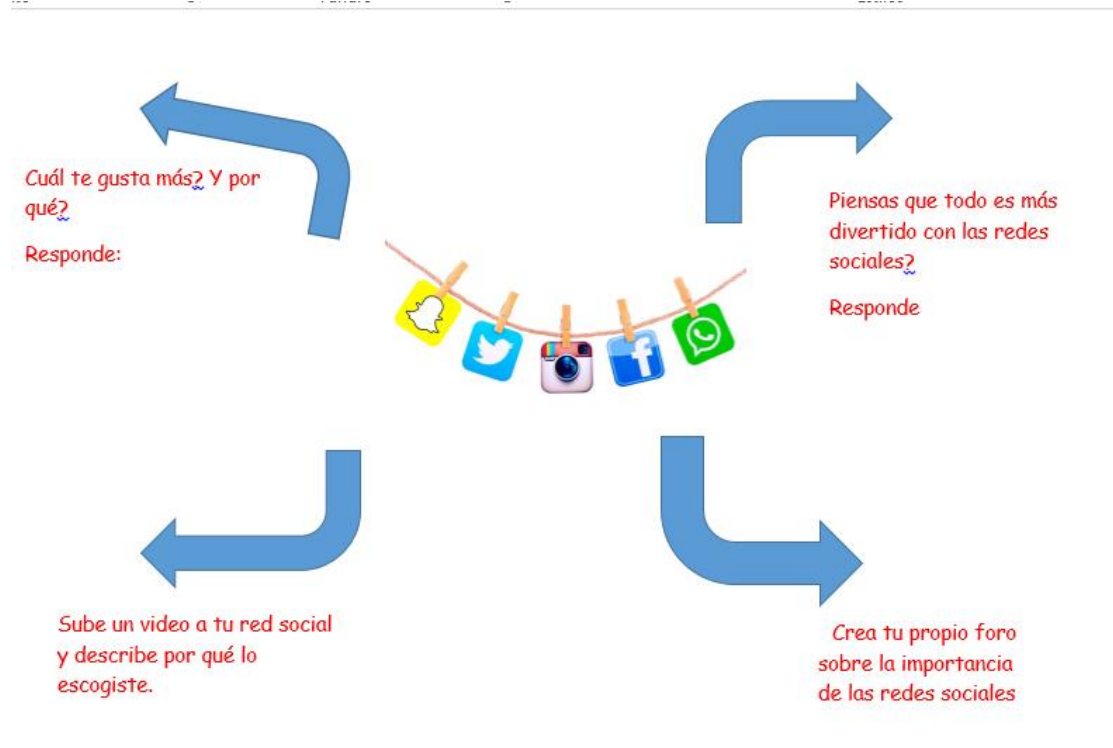 Cuál te gusta más? Y por
qué?
Responde:
Piensas que todo es más
divertido con las redes
sociales?
Responde
Sube un video a tu red social
y describe por qué lo
escogiste.
Crea tu propio foro
sobre la importancia
de las redes sociales